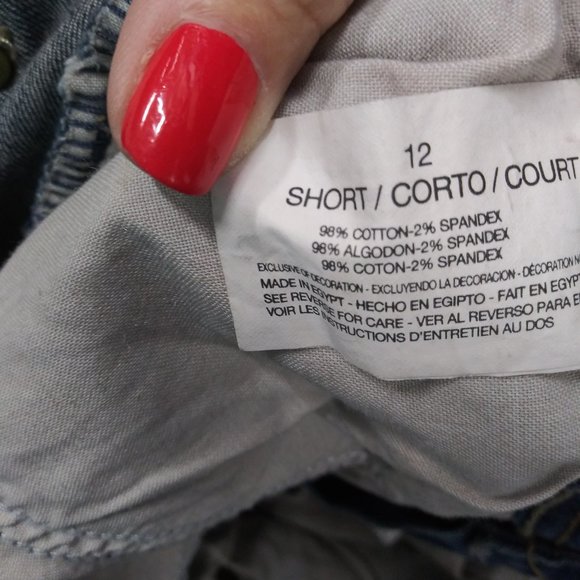 12
SHORT / CORTO / COURT
98% COTTON-2% SPANDEX
98% ALGODON-2% SPANDEX
98% COTON-2% SPANDEX
EXCLUSIVE OF DECORATION - EXCLUYENDO LA DECORACION - DÉCORATION
MADE IN EGYPT - HECHO EN EGIPTO - FAIT EN EGYP
SEE REVERSE FOR CARE - VER AL REVERSO PARA
VOIR LES INSTRUCTIONS D'ENTRETIEN AU DOS